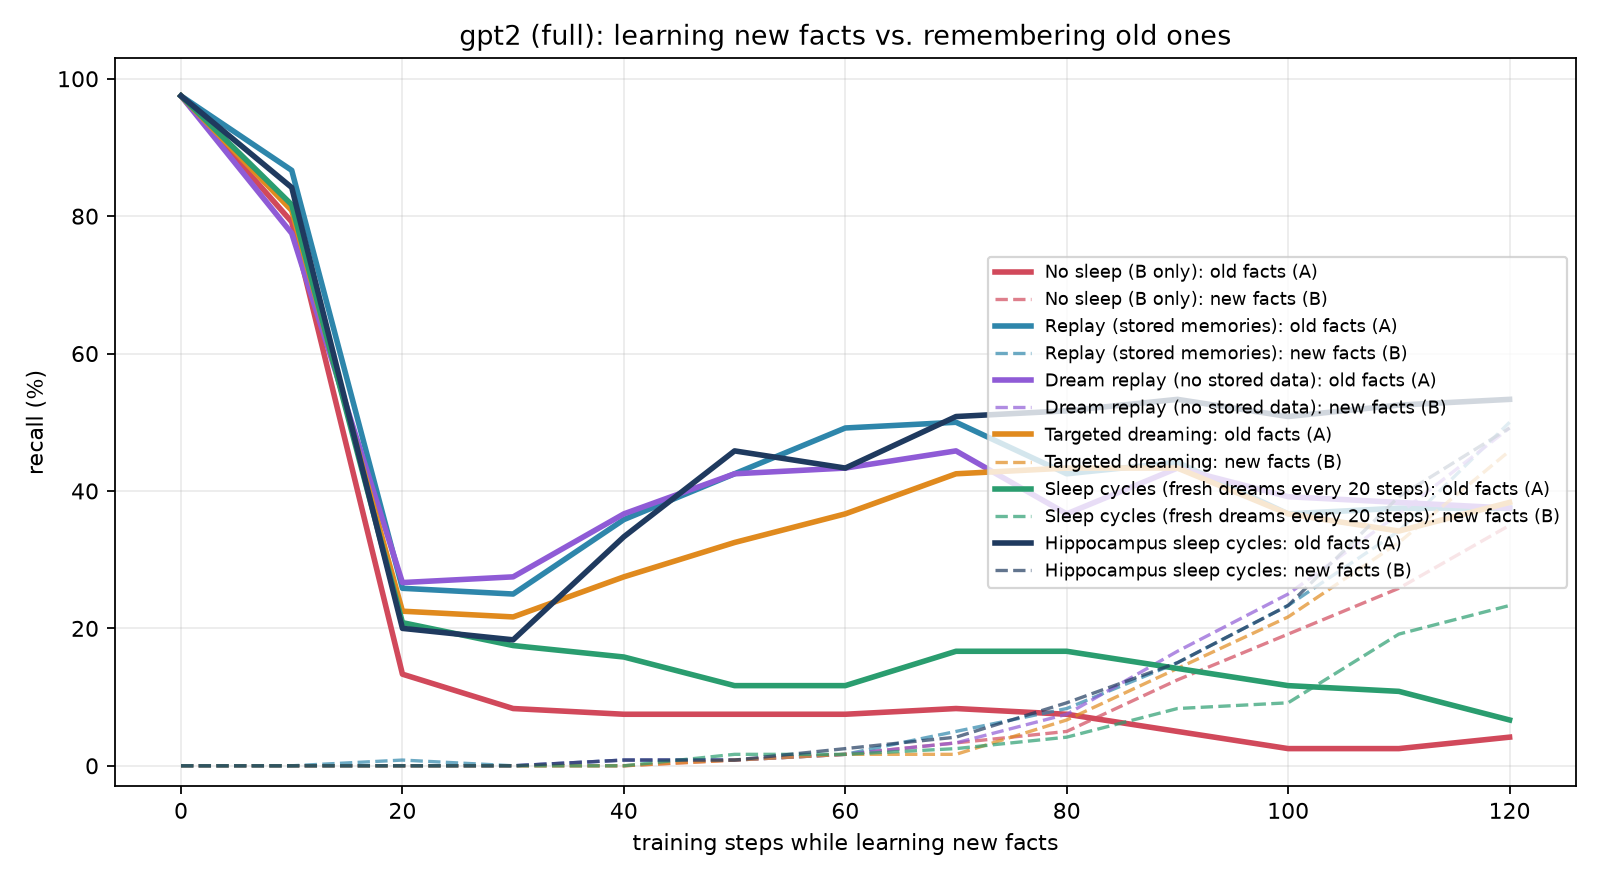 gpt2 (full): learning new facts vs. remembering old ones
recall (%)
100
80
60
40
20
0
No sleep (B only): old facts (A)
No sleep (B only): new facts (B)
Replay (stored memories): old facts (A)
Replay (stored memories): new facts (B)
Dream replay (no stored data): old facts (A)
Dream replay (no stored data): new facts (B)
Targeted dreaming: old facts (A)
Targeted dreaming: new facts (B)
Sleep cycles (fresh dreams every 20 steps): old facts (A)
Sleep cycles (fresh dreams every 20 steps): new facts (B)
Hippocampus sleep cycles: old facts (A)
Hippocampus sleep cycles: new facts (B)
0 20 40 60 80 100 120
training steps while learning new facts